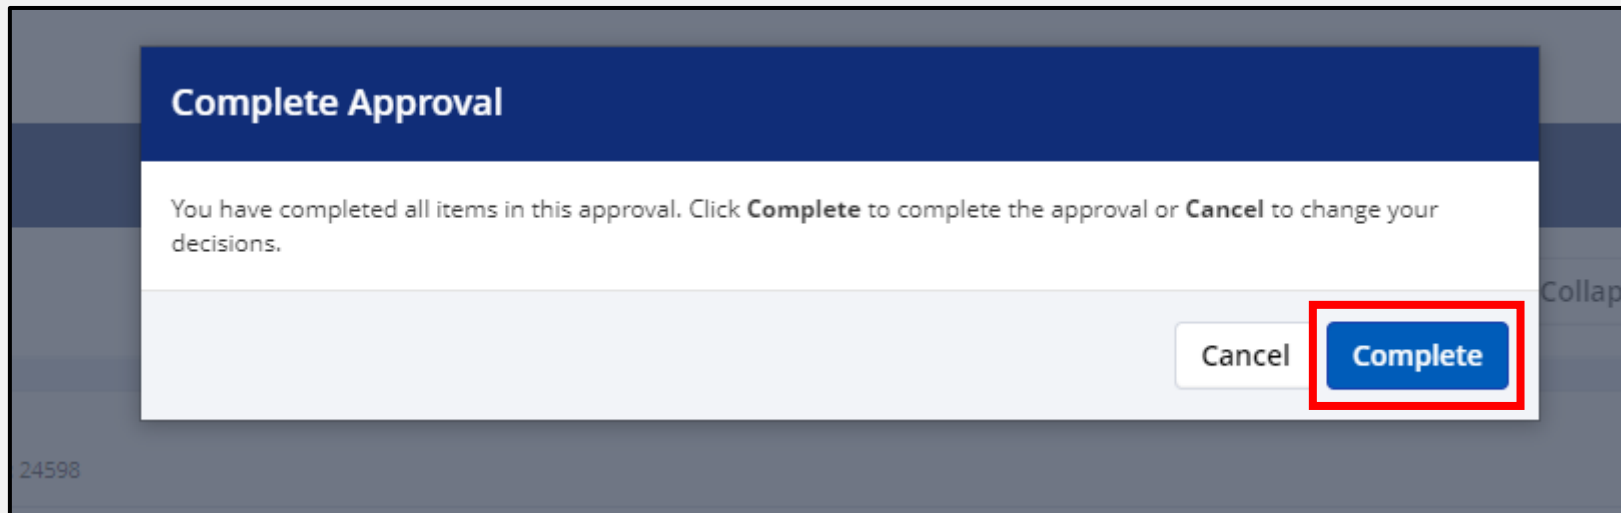 Complete Approval
You have completed all items in this approval. Click Complete to complete the approval or Cancel to change your
decisions.
Collap
Cancel
Complete
24598